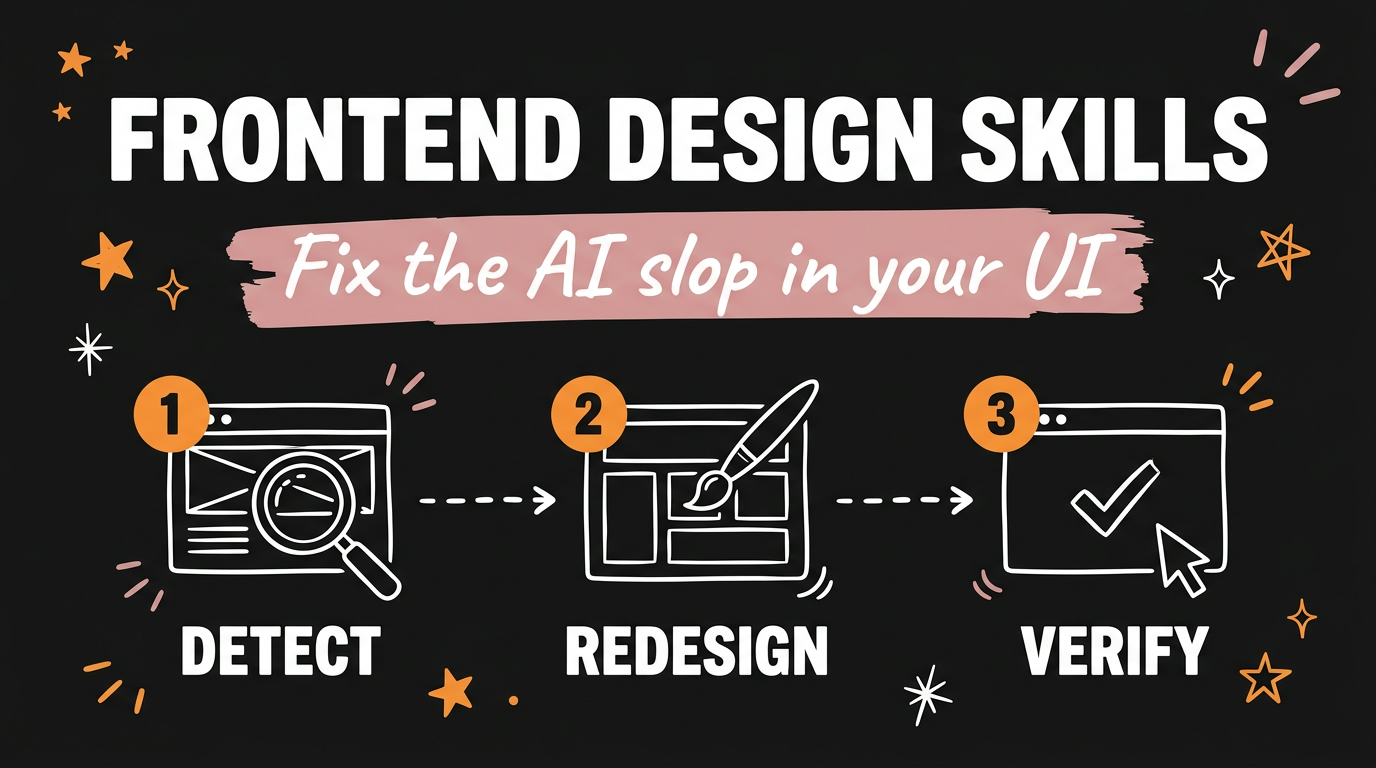 FRONTEND DESIGN SKILLS
Fix the AI slop in your UI
1
2
3
DETECT
REDESIGN
VERIFY